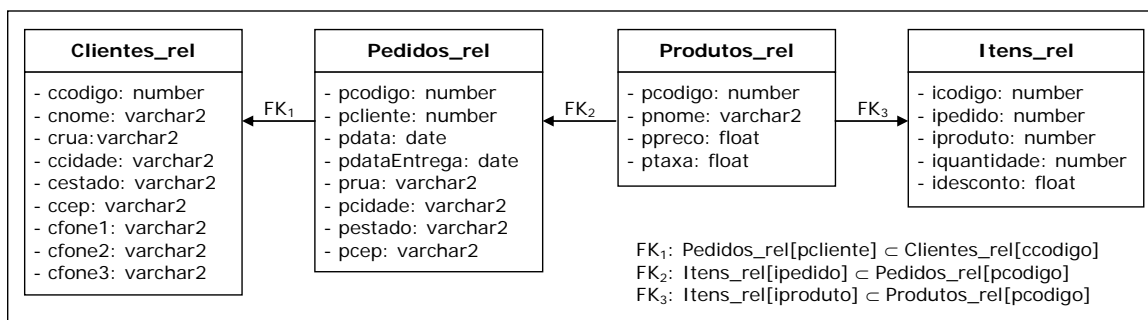 Clientes_rel
- ccodigo: number
- cnome: varchar2
- crua:varchar2
- ccidade: varchar2
- cestado: varchar2
- ccep: varchar2
- cfone1: varchar2
- cfone2: varchar2
- cfone3: varchar2
FK₁
Pedidos_rel
- pcodigo: number
- pcliente: number
- pdata: date
- pdataEntrega: date
- prua: varchar2
- pcidade: varchar2
- pestado: varchar2
- pcep: varchar2
FK₂
Produtos_rel
- pcodigo: number
- pnome: varchar2
- ppreco: float
- ptaxa: float
FK₃
Itens_rel
- icodigo: number
- ipedido: number
- iproduto: number
- iquantidade: number
- idesconto: float
FK₁: Pedidos_rel[pcliente] ⊂ Clientes_rel[ccodigo]
FK₂: Itens_rel[ipedido] ⊂ Pedidos_rel[pcodigo]
FK₃: Itens_rel[iproduto] ⊂ Produtos_rel[pcodigo]